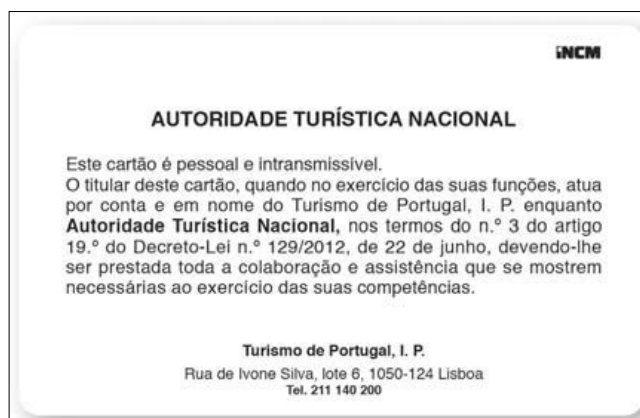 iNCM
AUTORIDADE TURÍSTICA NACIONAL
Este cartão é pessoal e intransmissível.
O titular deste cartão, quando no exercício das suas funções, atua
por conta e em nome do Turismo de Portugal, I. P. enquanto
Autoridade Turística Nacional, nos termos do n.º 3 do artigo
19.º do Decreto-Lei n.º 129/2012, de 22 de junho, devendo-lhe
ser prestada toda a colaboração e assistência que se mostrem
necessárias ao exercício das suas competências.
Turismo de Portugal, I. P.
Rua de Ivone Silva, lote 6, 1050-124 Lisboa
Tel. 211 140 200